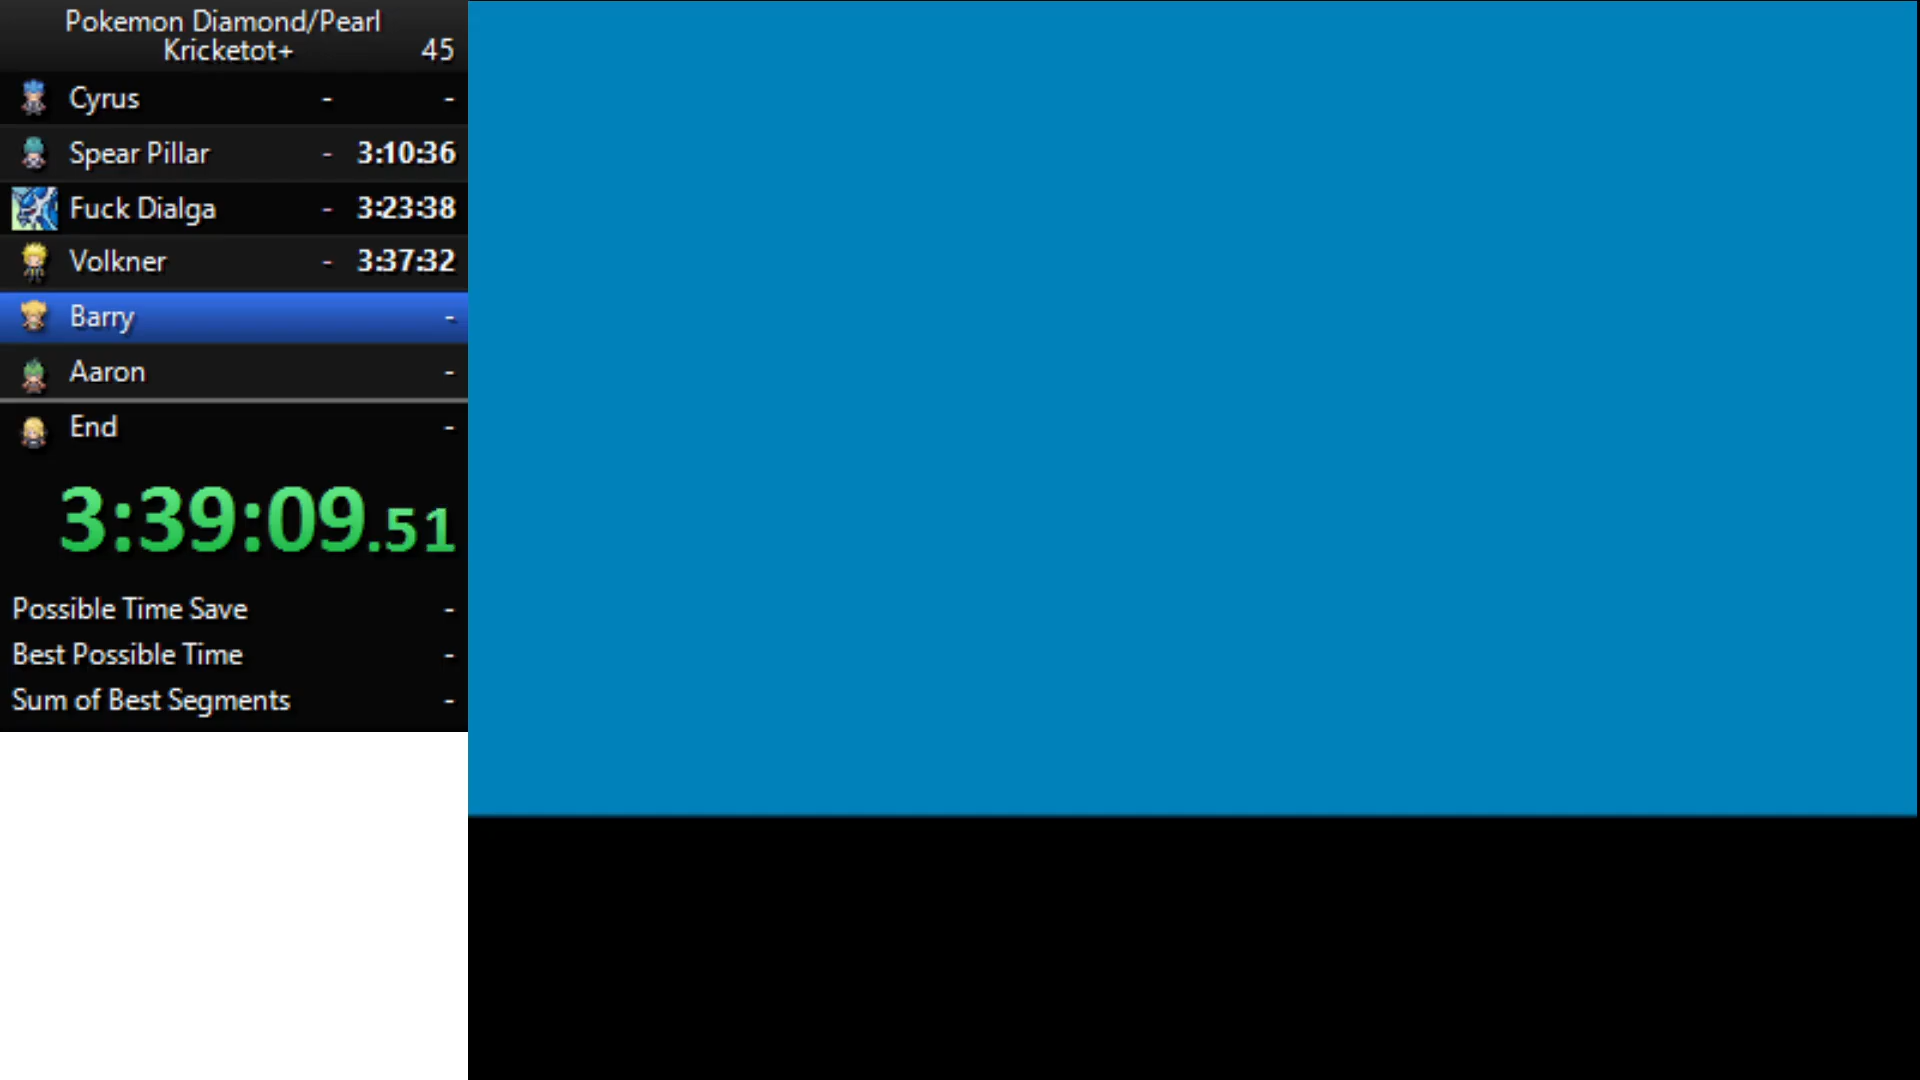 Pokemon Diamond/Pearl
Kricketot+ 45
Cyrus - -
Spear Pillar - 3:10:36
Fuck Dialga - 3:23:38
Volkner - 3:37:32
Barry -
Aaron -
End -
3:39:09.51
Possible Time Save -
Best Possible Time -
Sum of Best Segments -